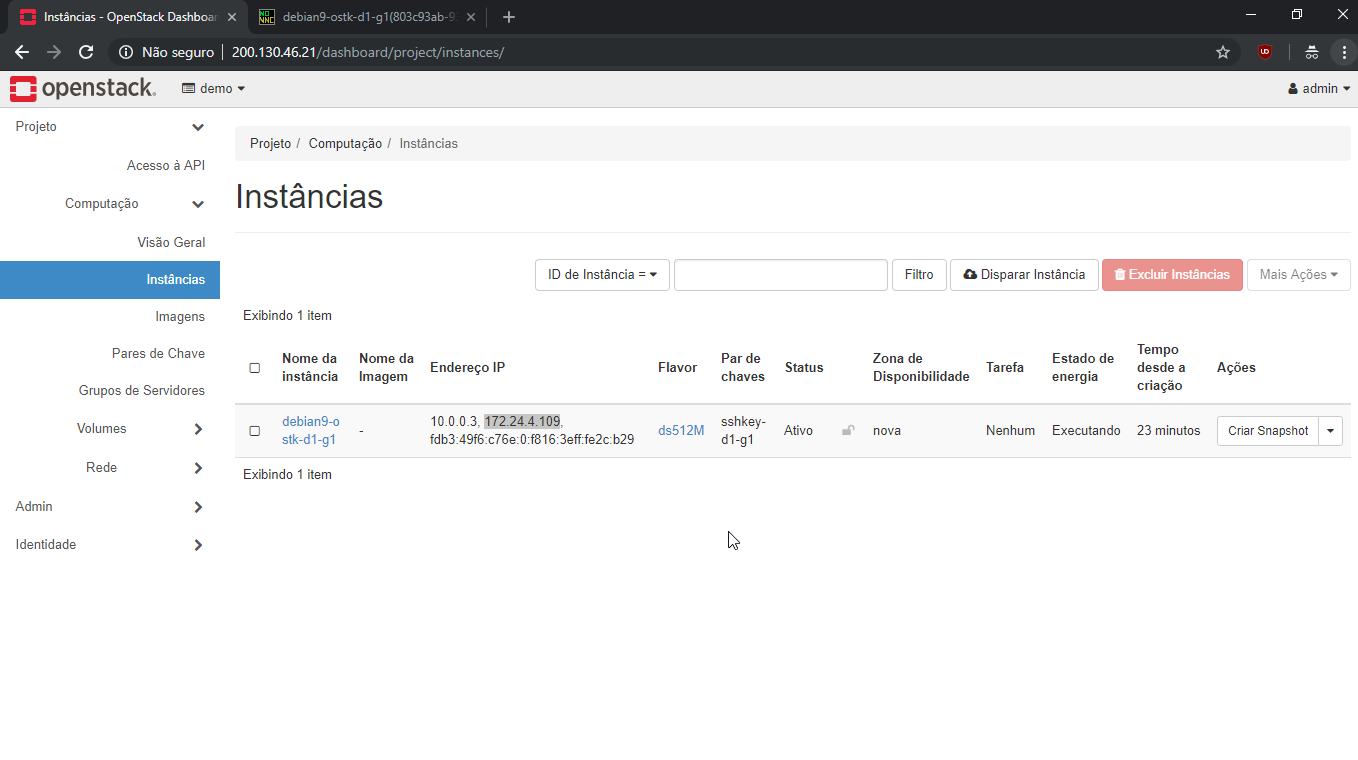 Instâncias - OpenStack Dashboar
debian9-ostk-d1-g1(803c93ab-9
Não seguro
200.130.46.21/dashboard/project/instances/
openstack.
demo
admin
Projeto
Acesso à API
Computação
Visão Geral
Instâncias
Imagens
Pares de Chave
Grupos de Servidores
Volumes
Rede
Admin
Identidade
Projeto / Computação / Instâncias
Instâncias
ID de Instância =
Filtro
Disparar Instância
Excluir Instâncias
Mais Ações
Exibindo 1 item
Nome da instância
Nome da Imagem
Endereço IP
Flavor
Par de chaves
Status
Zona de Disponibilidade
Tarefa
Estado de energia
Tempo desde a criação
Ações
debian9-o
stk-d1-g1
-
10.0.0.3, 172.24.4.109,
fdb3:49f6:c76e:0:f816:3eff:fe2c:b29
ds512M
sshkey-
d1-g1
Ativo
nova
Nenhum
Executando
23 minutos
Criar Snapshot
Exibindo 1 item